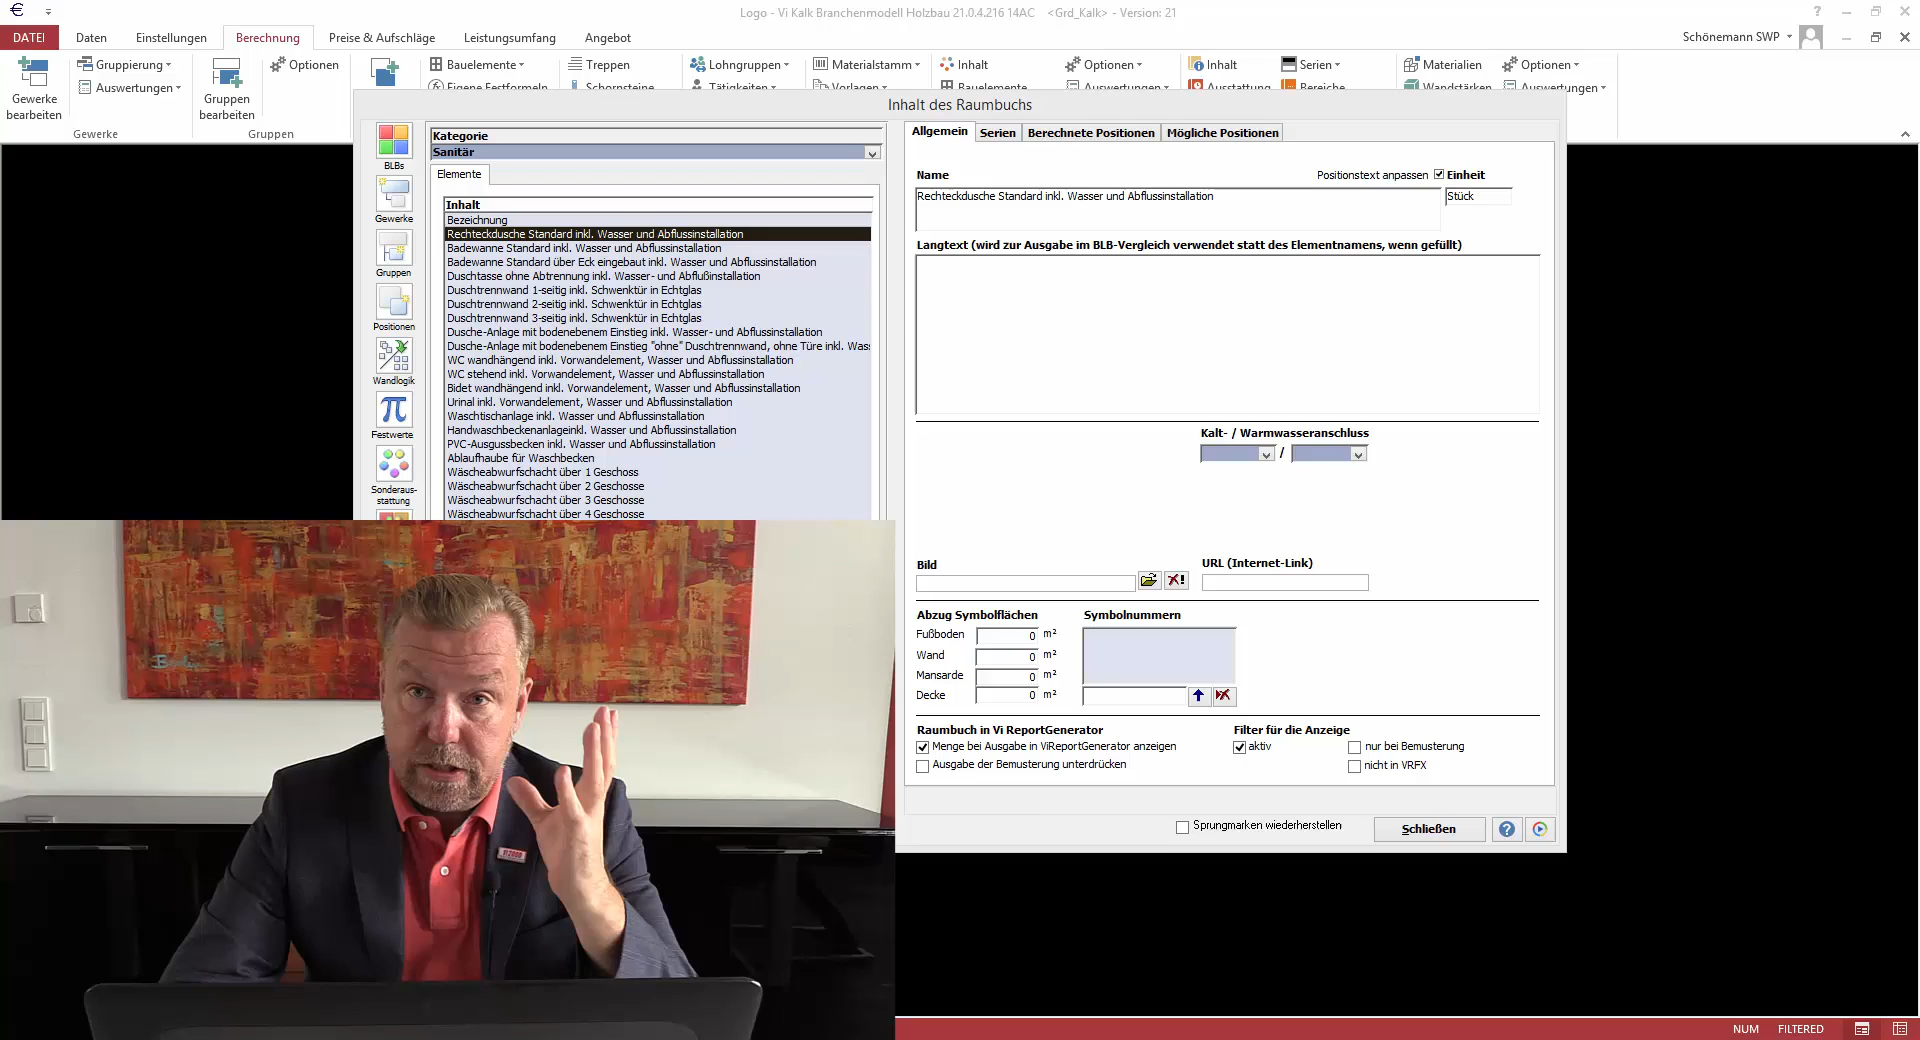 Logo - Vi Kalk Branchenmodell Holzbau 21.0.4.216 14AC <Grd_Kalk> - Version: 21
DATEI Daten Einstellungen Berechnung Preise & Aufschläge Leistungsumfang Angebot
Schönemann SWP
Gewerke bearbeiten
Gruppierung
Auswertungen
Gewerke
Gruppen bearbeiten
Optionen
Gruppen
Bauelemente
Eigene Festformeln
Treppen
Schornsteine
Lohngruppen
Tätigkeiten
Materialstamm
Vorlagen
Inhalt
Bauelemente
Optionen
Auswertungen
Inhalt
Ausstattung
Serien
Bereiche
Materialien
Wandstärken
Optionen
Auswertungen
Inhalt des Raumbuchs
BLBs
Gewerke
Gruppen
Positionen
Wandlogik
π
Festwerte
Sonderaus-
stattung
Kategorie
Sanitär
Elemente
Inhalt
Bezeichnung
Rechteckdusche Standard inkl. Wasser und Abflussinstallation
Badewanne Standard inkl. Wasser und Abflussinstallation
Badewanne Standard über Eck eingebaut inkl. Wasser und Abflussinstallation
Duschtasse ohne Abtrennung inkl. Wasser- und Abflußinstallation
Duschtrennwand 1-seitig inkl. Schwenktür in Echtglas
Duschtrennwand 2-seitig inkl. Schwenktür in Echtglas
Duschtrennwand 3-seitig inkl. Schwenktür in Echtglas
Dusche-Anlage mit bodenebenem Einstieg inkl. Wasser- und Abflussinstallation
Dusche-Anlage mit bodenebenem Einstieg "ohne" Duschtrennwand, ohne Türe inkl. Was
WC wandhängend inkl. Vorwandelement, Wasser und Abflussinstallation
WC stehend inkl. Vorwandelement, Wasser und Abflussinstallation
Bidet wandhängend inkl. Vorwandelement, Wasser und Abflussinstallation
Urinal inkl. Vorwandelement, Wasser und Abflussinstallation
Waschtischanlage inkl. Wasser und Abflussinstallation
Handwaschbeckenanlageinkl. Wasser und Abflussinstallation
PVC-Ausgussbecken inkl. Wasser und Abflussinstallation
Ablaufhaube für Waschbecken
Wäscheabwurfschacht über 1 Geschoss
Wäscheabwurfschacht über 2 Geschosse
Wäscheabwurfschacht über 3 Geschosse
Wäscheabwurfschacht über 4 Geschosse
Allgemein Serien Berechnete Positionen Mögliche Positionen
Name Positionstext anpassen Einheit
Rechteckdusche Standard inkl. Wasser und Abflussinstallation Stück
Langtext (wird zur Ausgabe im BLB-Vergleich verwendet statt des Elementnamens, wenn gefüllt)
Kalt- / Warmwasseranschluss
/
Bild URL (Internet-Link)
Abzug Symbolflächen Symbolnummern
Fußboden 0 m²
Wand 0 m²
Mansarde 0 m²
Decke 0 m²
Raumbuch in Vi ReportGenerator Filter für die Anzeige
Menge bei Ausgabe in ViReportGenerator anzeigen aktiv nur bei Bemusterung
Ausgabe der Bemusterung unterdrücken nicht in VRFX
Sprungmarken wiederherstellen Schließen
NUM FILTERED